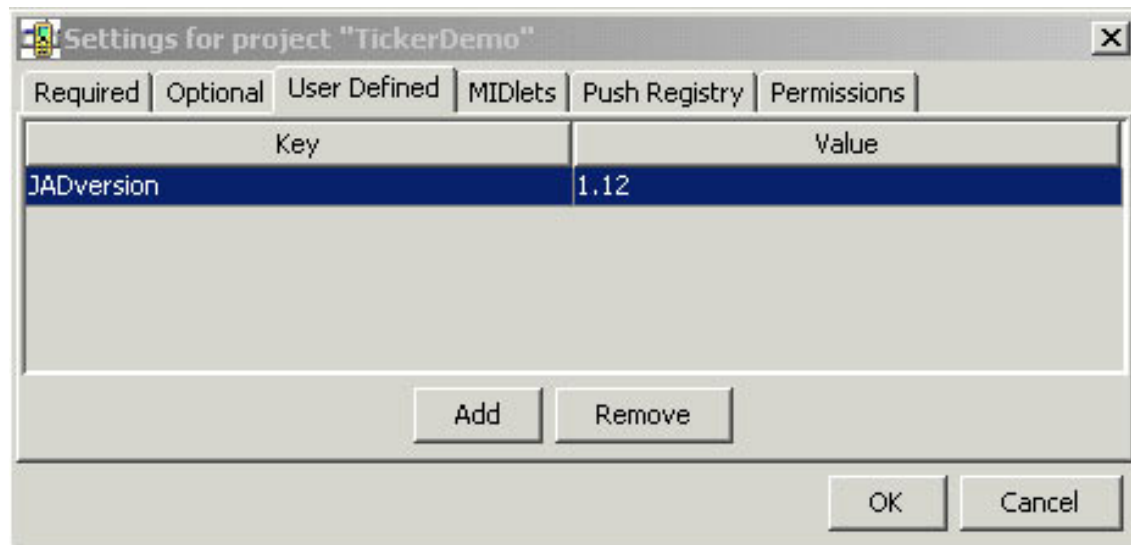 Settings for project "TickerDemo"
Required Optional User Defined MIDlets Push Registry Permissions
Key Value
JADversion 1.12
Add Remove
OK Cancel